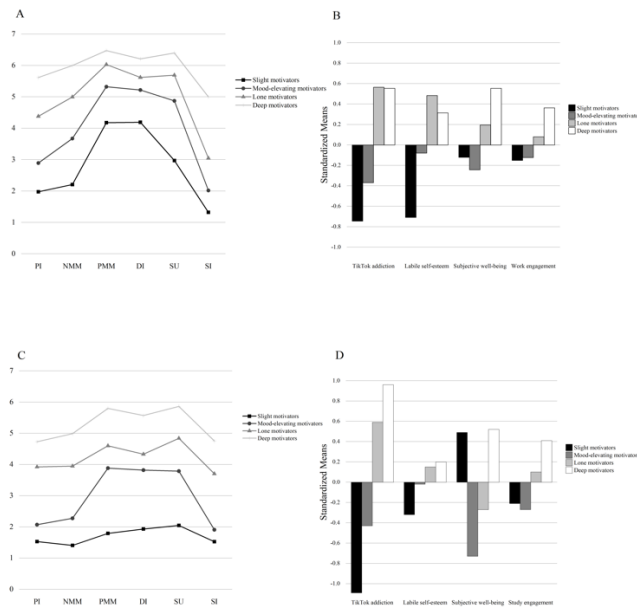 A
7
6
5
4
3
2
1
0
PI NMM PMM DI SU SI
Slight motivators
Mood-elevating motivators
Lone motivators
Deep motivators
B
Standardized Means
1.0
0.8
0.6
0.4
0.2
0.0
-0.2
-0.4
-0.6
-0.8
-1.0
TikTok addiction Labile self-esteem Subjective well-being Work engagement
Slight motivators
Mood-elevating motivators
Lone motivators
Deep motivators
C
7
6
5
4
3
2
1
0
PI NMM PMM DI SU SI
Slight motivators
Mood-elevating motivators
Lone motivators
Deep motivators
D
Standardized Means
1.0
0.8
0.6
0.4
0.2
0.0
-0.2
-0.4
-0.6
-0.8
-1.0
TikTok addiction Labile self-esteem Subjective well-being Study engagement
Slight motivators
Mood-elevating motivators
Lone motivators
Deep motivators